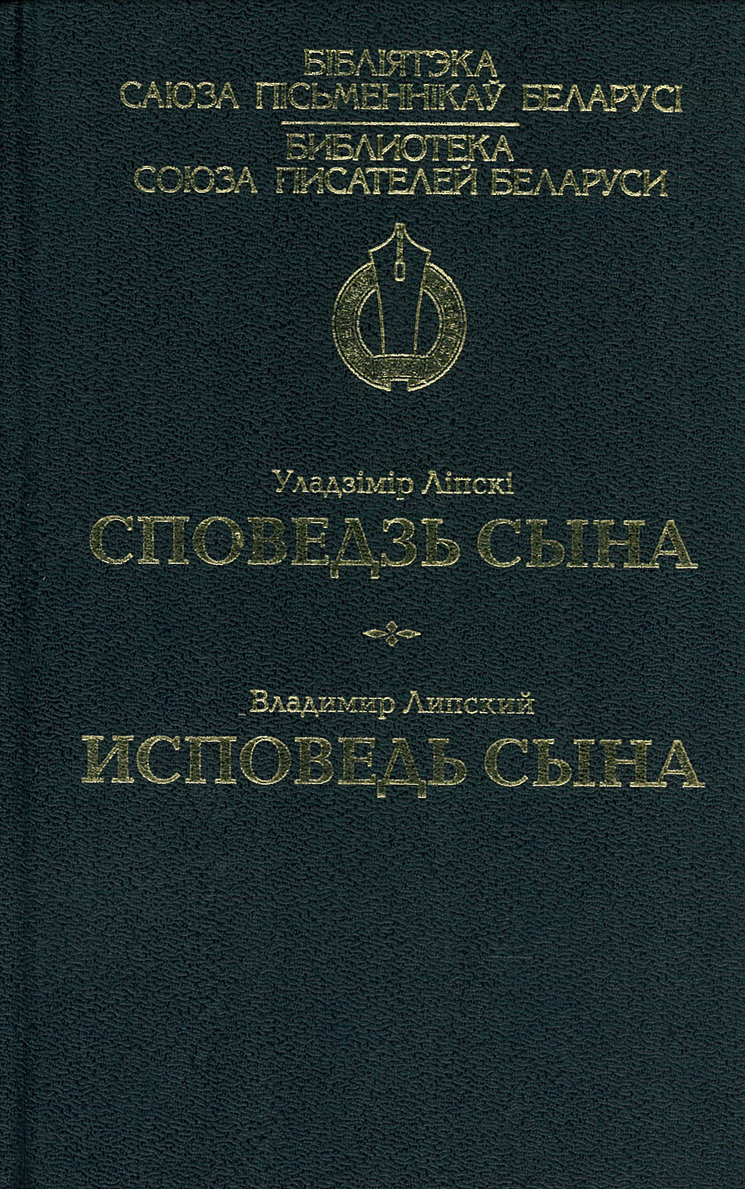 БІБЛІЯТЭКА
САЮЗА ПІСЬМЕННІКАЎ БЕЛАРУСІ
БИБЛИОТЕКА
СОЮЗА ПИСАТЕЛЕЙ БЕЛАРУСИ
Уладзімір Ліпскі
СПОВЕДЗЬ СЫНА
Владимир Липский
ИСПОВЕДЬ СЫНА